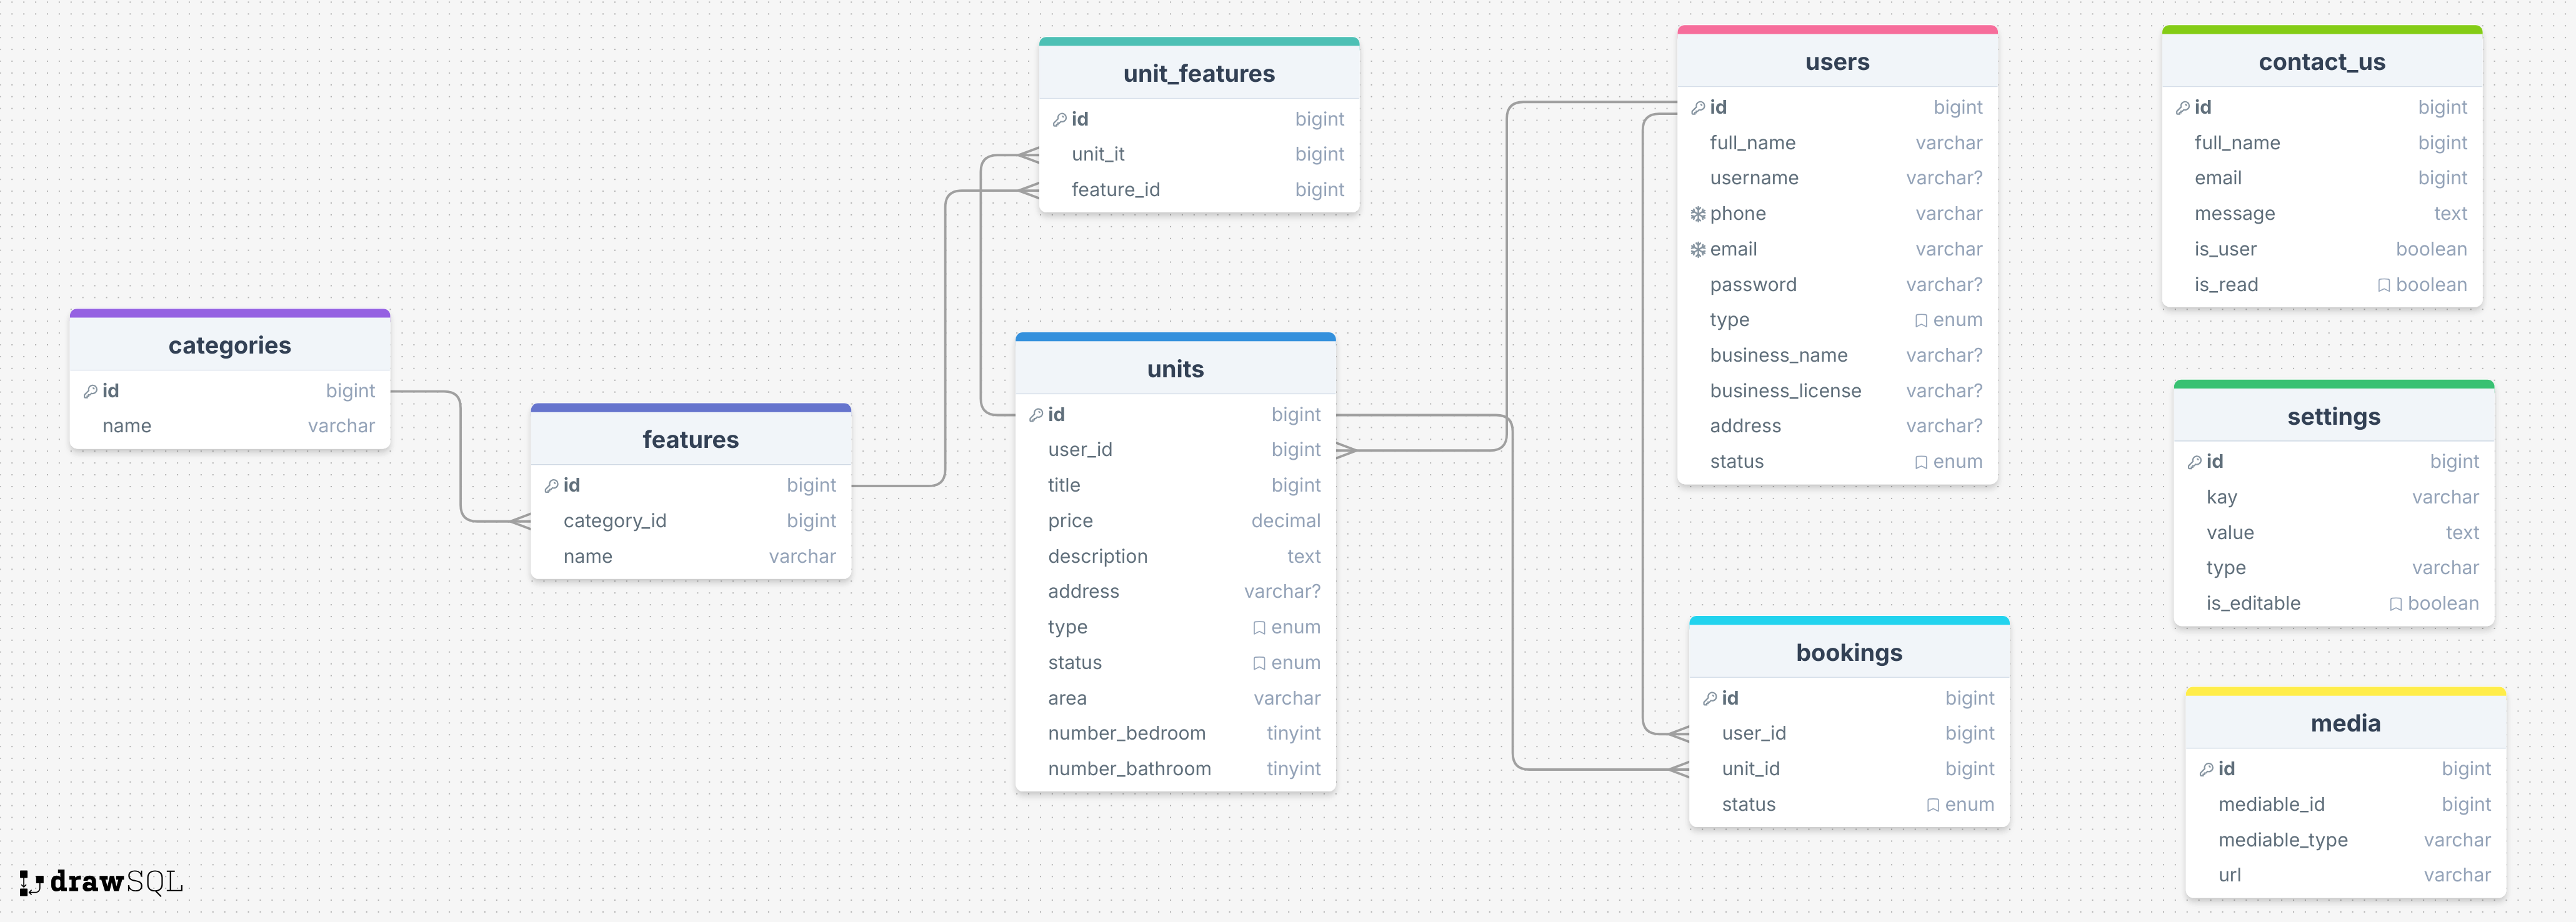 categories
id bigint
name varchar
features
id bigint
category_id bigint
name varchar
unit_features
id bigint
unit_it bigint
feature_id bigint
units
id bigint
user_id bigint
title bigint
price decimal
description text
address varchar?
type enum
status enum
area varchar
number_bedroom tinyint
number_bathroom tinyint
users
id bigint
full_name varchar
username varchar?
phone varchar
email varchar
password varchar?
type enum
business_name varchar?
business_license varchar?
address varchar?
status enum
bookings
id bigint
user_id bigint
unit_id bigint
status enum
contact_us
id bigint
full_name bigint
email bigint
message text
is_user boolean
is_read boolean
settings
id bigint
kay varchar
value text
type varchar
is_editable boolean
media
id bigint
mediable_id bigint
mediable_type varchar
url varchar
drawSQL